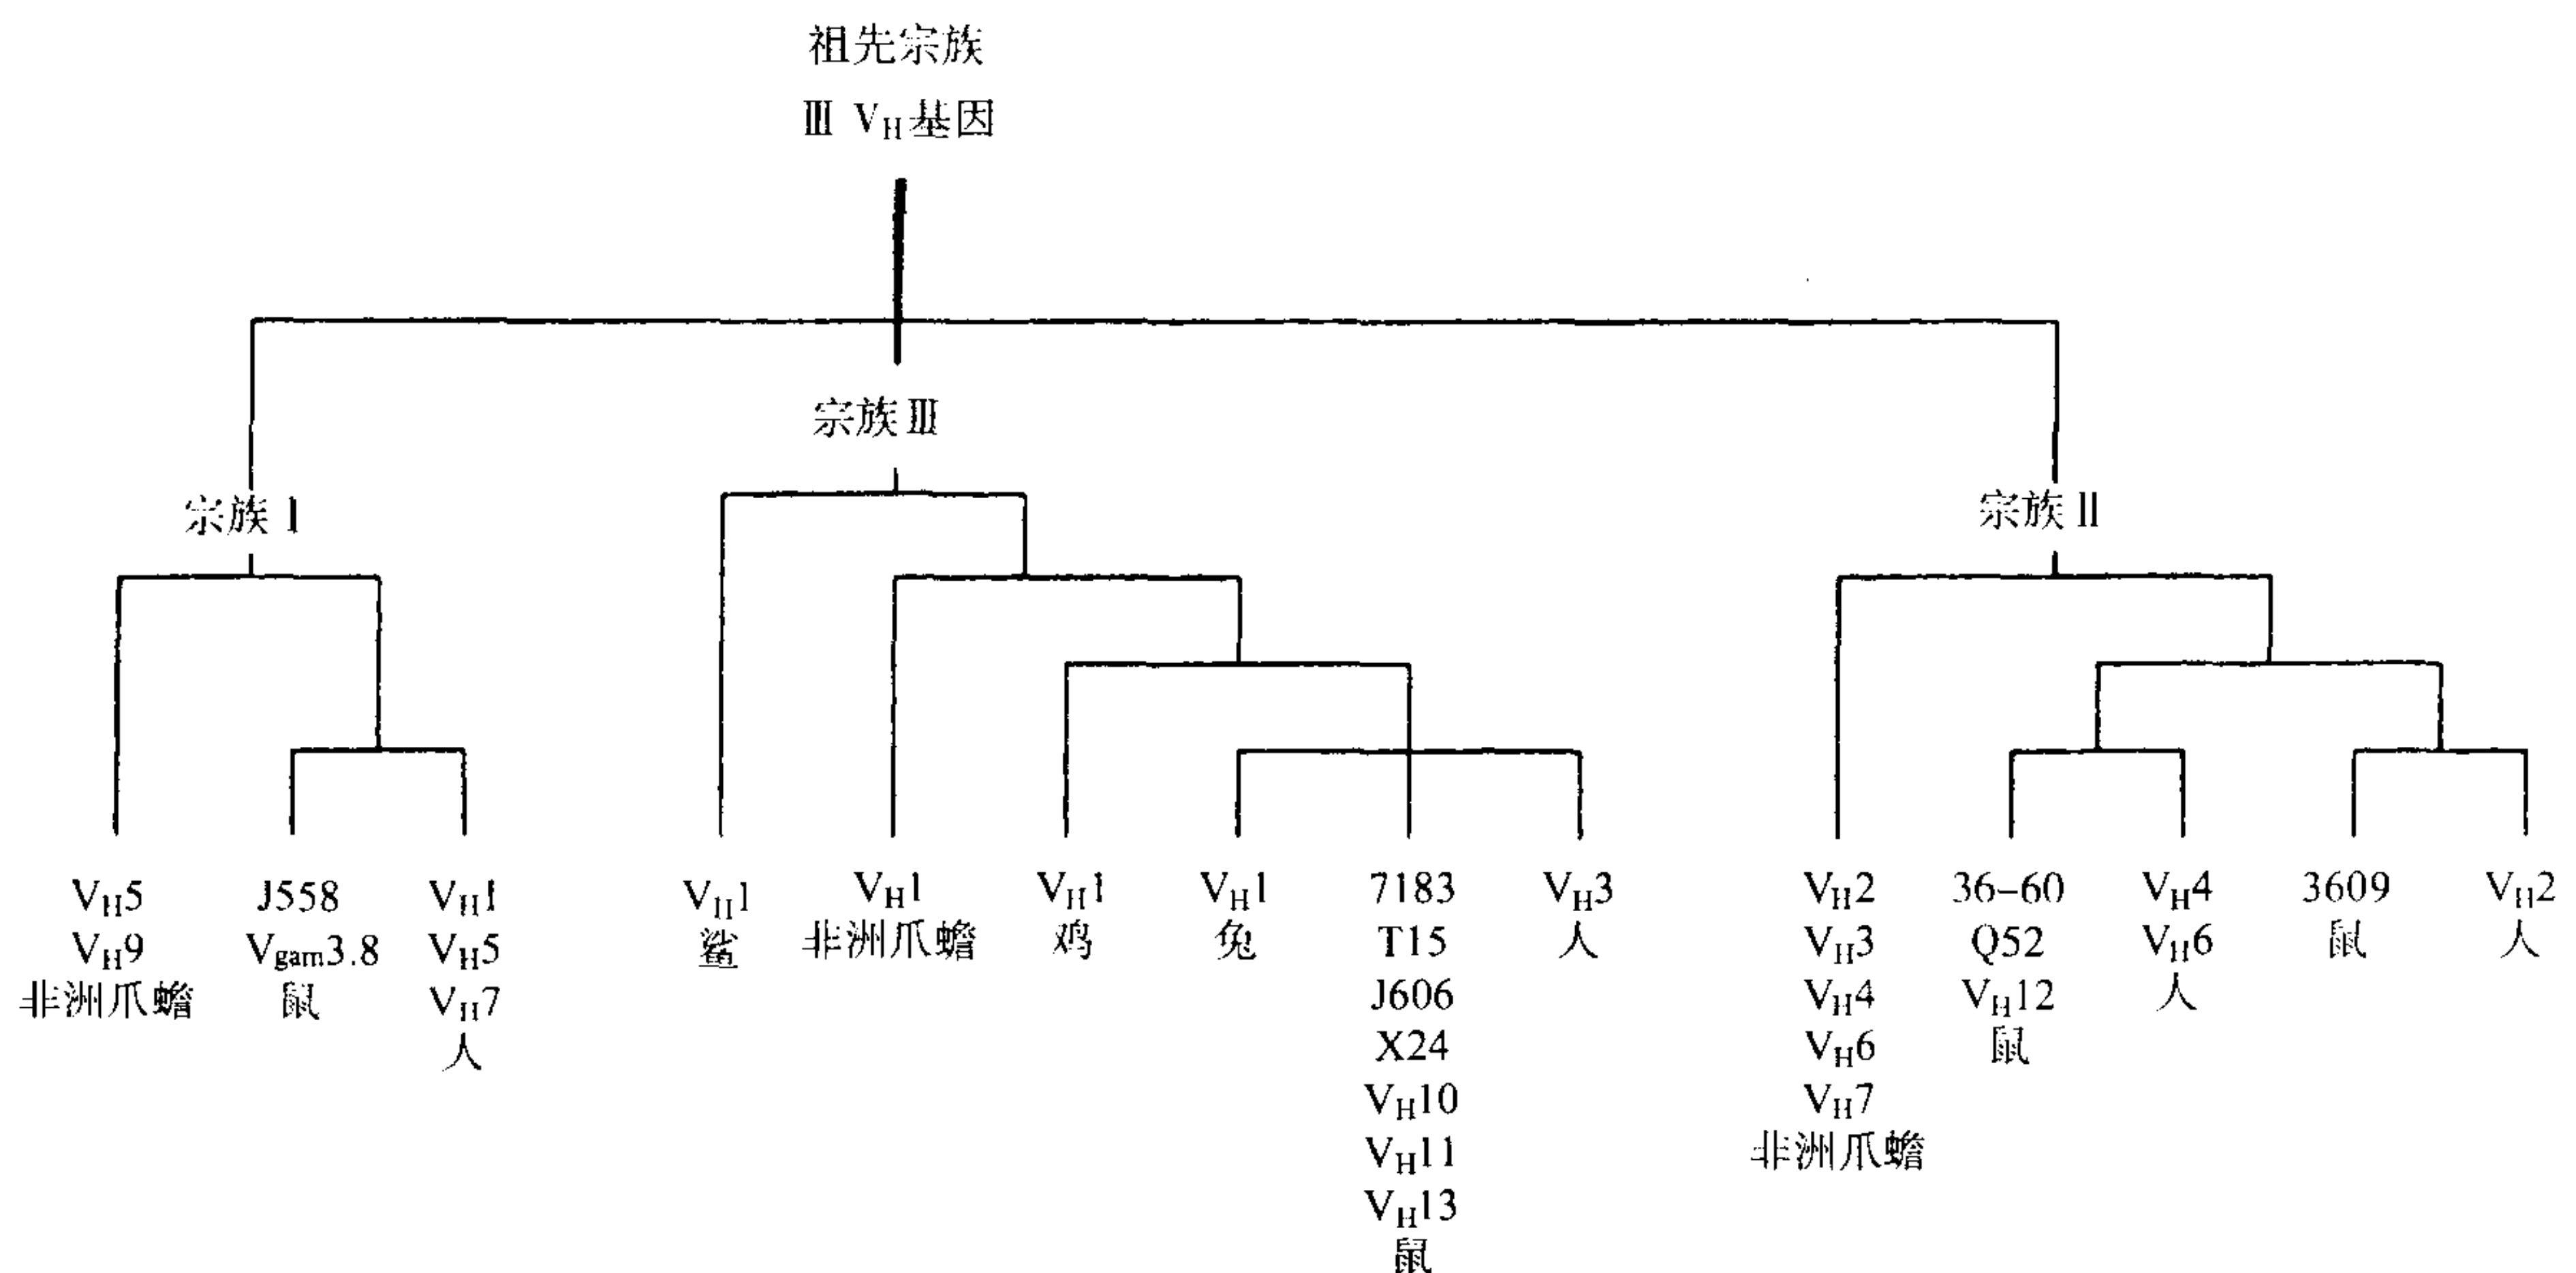 祖先宗族
Ⅲ VH基因
宗族Ⅲ
宗族Ⅰ
宗族Ⅱ
VH5
VH9
非洲爪蟾
J558
Vgam3.8
鼠
VH1
VH5
VH7
人
VH1
鲨
VH1
非洲爪蟾
VH1
鸡
VH1
兔
7183
T15
J606
X24
VH10
VH11
VH13
鼠
VH3
人
VH2
VH3
VH4
VH6
VH7
非洲爪蟾
36–60
Q52
VH12
鼠
VH4
VH6
人
3609
鼠
VH2
人